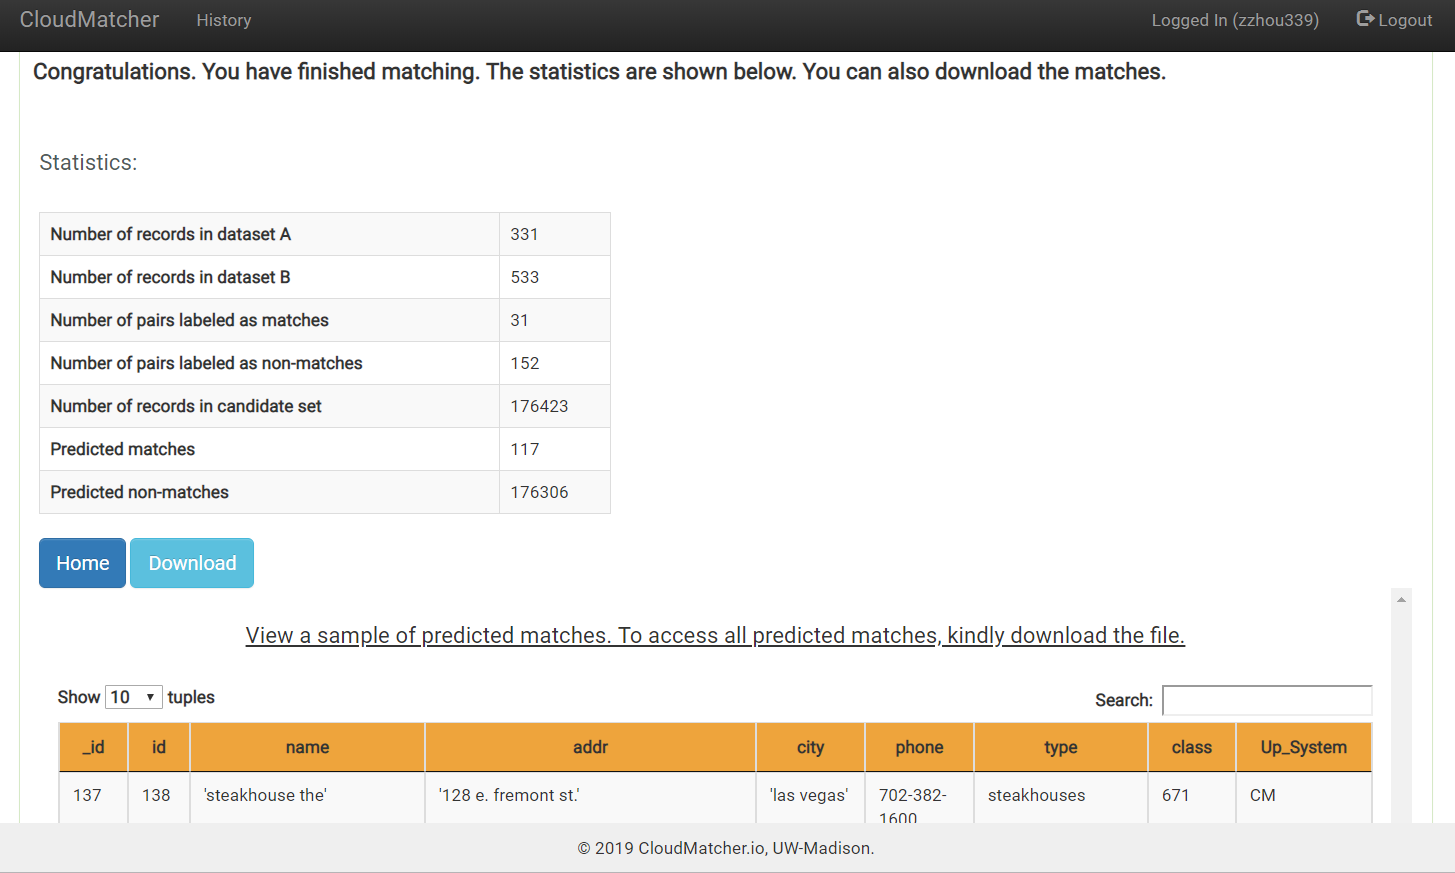 CloudMatcher History Logged In (zzhou339) Logout
Congratulations. You have finished matching. The statistics are shown below. You can also download the matches.
Statistics:
Number of records in dataset A 331
Number of records in dataset B 533
Number of pairs labeled as matches 31
Number of pairs labeled as non-matches 152
Number of records in candidate set 176423
Predicted matches 117
Predicted non-matches 176306
Home Download
View a sample of predicted matches. To access all predicted matches, kindly download the file.
Show 10 tuples Search:
_id id name addr city phone type class Up_System
137 138 'steakhouse the' '128 e. fremont st.' 'las vegas' 702-382- steakhouses 671 CM
1600
© 2019 CloudMatcher.io, UW-Madison.